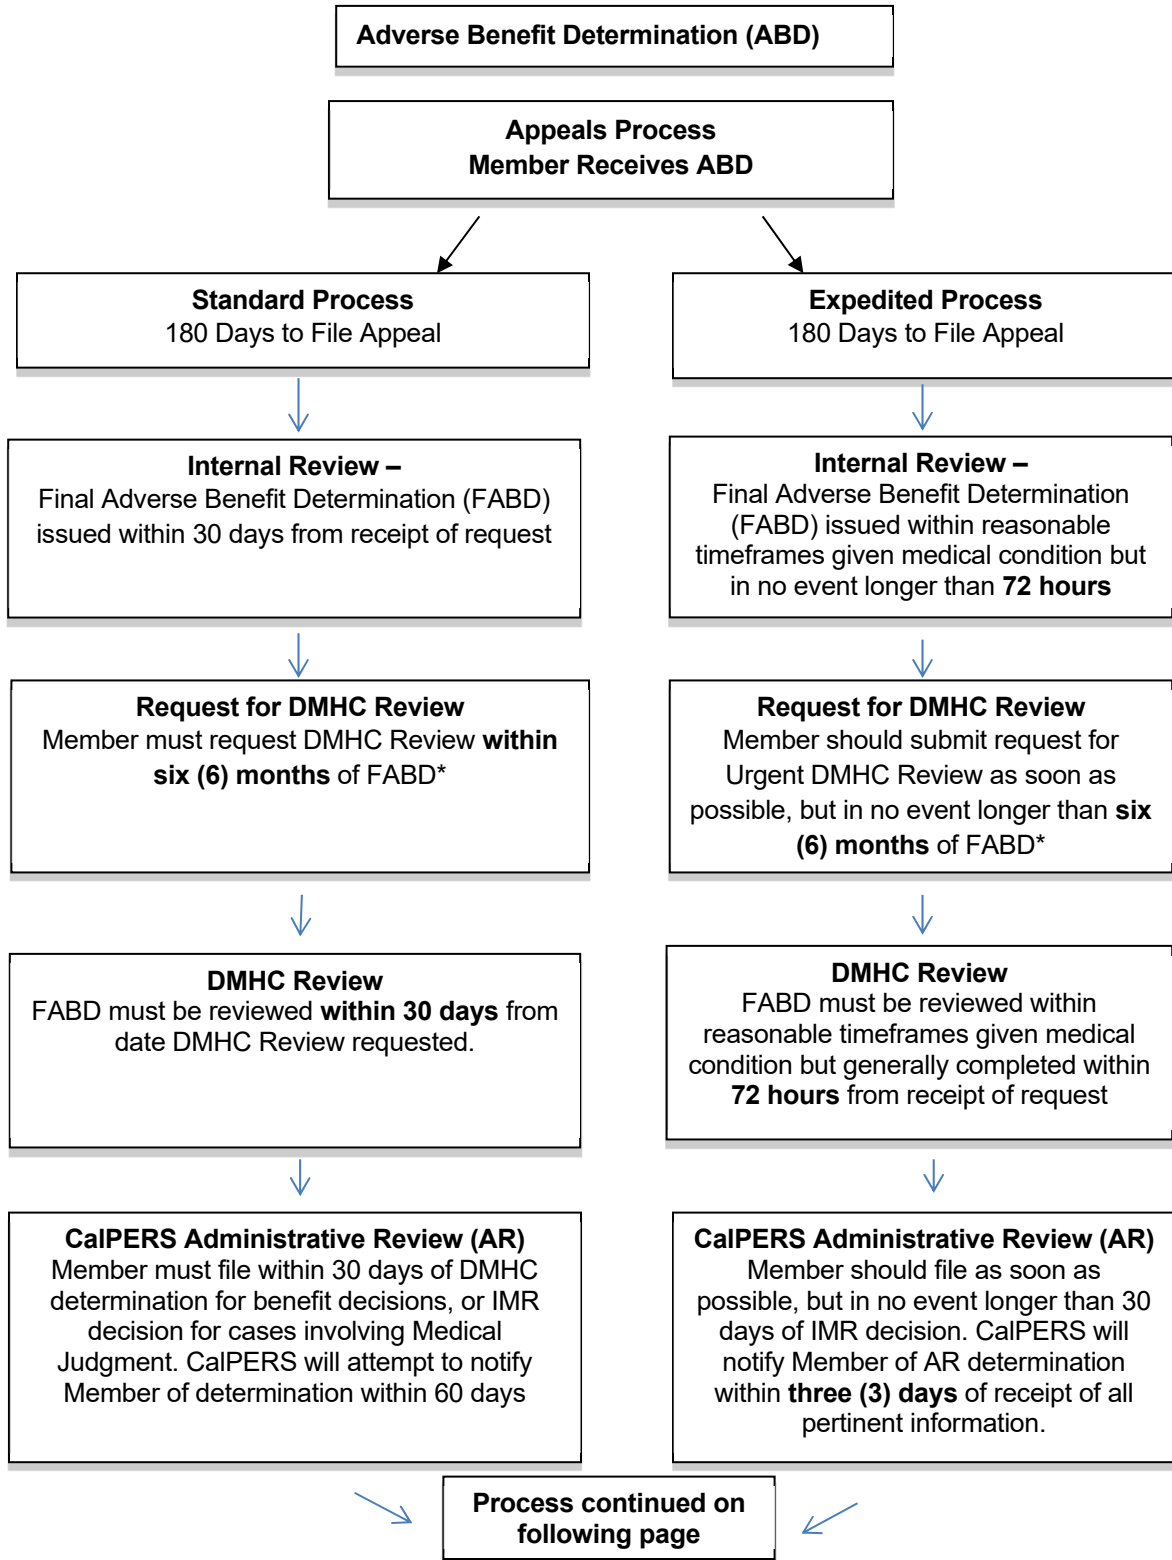 Adverse Benefit Determination (ABD)
Appeals Process
Member Receives ABD
Standard Process
180 Days to File Appeal
Expedited Process
180 Days to File Appeal
Internal Review –
Final Adverse Benefit Determination (FABD)
issued within 30 days from receipt of request
Internal Review –
Final Adverse Benefit Determination
(FABD) issued within reasonable
timeframes given medical condition but
in no event longer than 72 hours
Request for DMHC Review
Member must request DMHC Review within
six (6) months of FABD*
Request for DMHC Review
Member should submit request for
Urgent DMHC Review as soon as
possible, but in no event longer than six
(6) months of FABD*
DMHC Review
FABD must be reviewed within 30 days from
date DMHC Review requested.
DMHC Review
FABD must be reviewed within
reasonable timeframes given medical
condition but generally completed within
72 hours from receipt of request
CalPERS Administrative Review (AR)
Member must file within 30 days of DMHC
determination for benefit decisions, or IMR
decision for cases involving Medical
Judgment. CalPERS will attempt to notify
Member of determination within 60 days
CalPERS Administrative Review (AR)
Member should file as soon as
possible, but in no event longer than 30
days of IMR decision. CalPERS will
notify Member of AR determination
within three (3) days of receipt of all
pertinent information.
Process continued on
following page